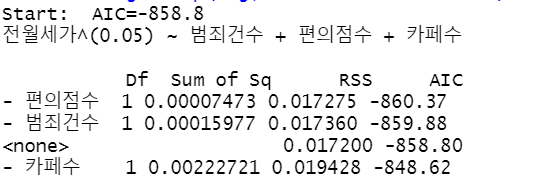 Start:  AIC=-858.8
전월세가^(0.05) ~ 범죄건수 + 편의점수 + 카페수
Df  Sum of Sq      RSS     AIC
- 편의점수  1 0.00007473 0.017275 -860.37
- 범죄건수  1 0.00015977 0.017360 -859.88
<none>                  0.017200 -858.80
- 카페수    1 0.00222721 0.019428 -848.62